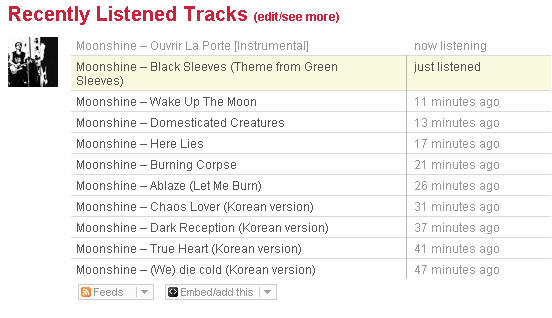 Recently Listened Tracks (edit/see more)
Moonshine – Ouvrir La Porte [Instrumental] now listening
Moonshine – Black Sleeves (Theme from Green just listened
Sleeves)
Moonshine – Wake Up The Moon 11 minutes ago
Moonshine – Domesticated Creatures 13 minutes ago
Moonshine – Here Lies 17 minutes ago
Moonshine – Burning Corpse 21 minutes ago
Moonshine – Ablaze (Let Me Burn) 26 minutes ago
Moonshine – Chaos Lover (Korean version) 31 minutes ago
Moonshine – Dark Reception (Korean version) 37 minutes ago
Moonshine – True Heart (Korean version) 41 minutes ago
Moonshine – (We) die cold (Korean version) 47 minutes ago
Feeds Embed/add this